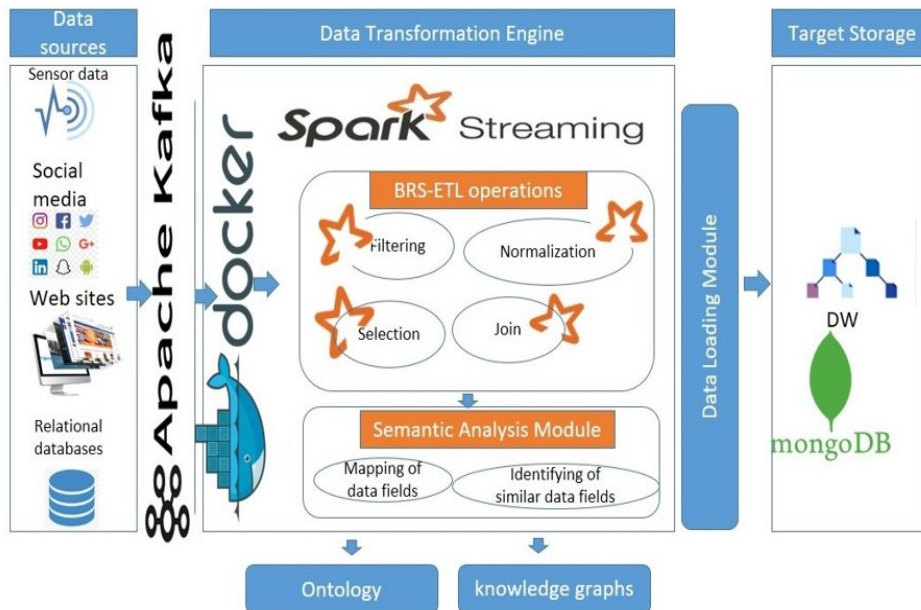 Data
sources
Sensor data
Social
media
Web sites
Relational
databases
Apache Kafka
Data Transformation Engine
docker
Spark Streaming
BRS-ETL operations
Filtering
Normalization
Selection
Join
Semantic Analysis Module
Mapping of
data fields
Identifying of
similar data fields
Ontology
knowledge graphs
Data Loading Module
Target Storage
DW
mongoDB